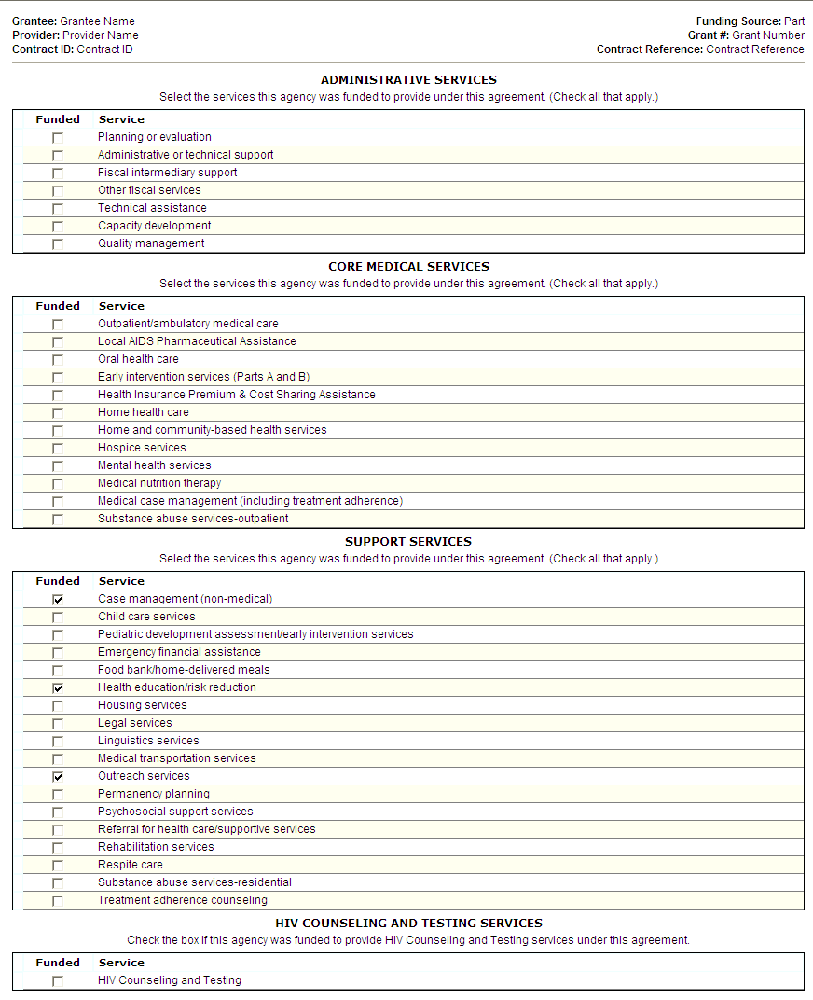 Grantee: Grantee Name Funding Source: Part
Provider: Provider Name Grant #: Grant Number
Contract ID: Contract ID Contract Reference: Contract Reference
ADMINISTRATIVE SERVICES
Select the services this agency was funded to provide under this agreement. (Check all that apply.)
Funded Service
Planning or evaluation
Administrative or technical support
Fiscal intermediary support
Other fiscal services
Technical assistance
Capacity development
Quality management
CORE MEDICAL SERVICES
Select the services this agency was funded to provide under this agreement. (Check all that apply.)
Funded Service
Outpatient/ambulatory medical care
Local AIDS Pharmaceutical Assistance
Oral health care
Early intervention services (Parts A and B)
Health Insurance Premium & Cost Sharing Assistance
Home health care
Home and community-based health services
Hospice services
Mental health services
Medical nutrition therapy
Medical case management (including treatment adherence)
Substance abuse services-outpatient
SUPPORT SERVICES
Select the services this agency was funded to provide under this agreement. (Check all that apply.)
Funded Service
Case management (non-medical)
Child care services
Pediatric development assessment/early intervention services
Emergency financial assistance
Food bank/home-delivered meals
Health education/risk reduction
Housing services
Legal services
Linguistics services
Medical transportation services
Outreach services
Permanency planning
Psychosocial support services
Referral for health care/supportive services
Rehabilitation services
Respite care
Substance abuse services-residential
Treatment adherence counseling
HIV COUNSELING AND TESTING SERVICES
Check the box if this agency was funded to provide HIV Counseling and Testing services under this agreement.
Funded Service
HIV Counseling and Testing